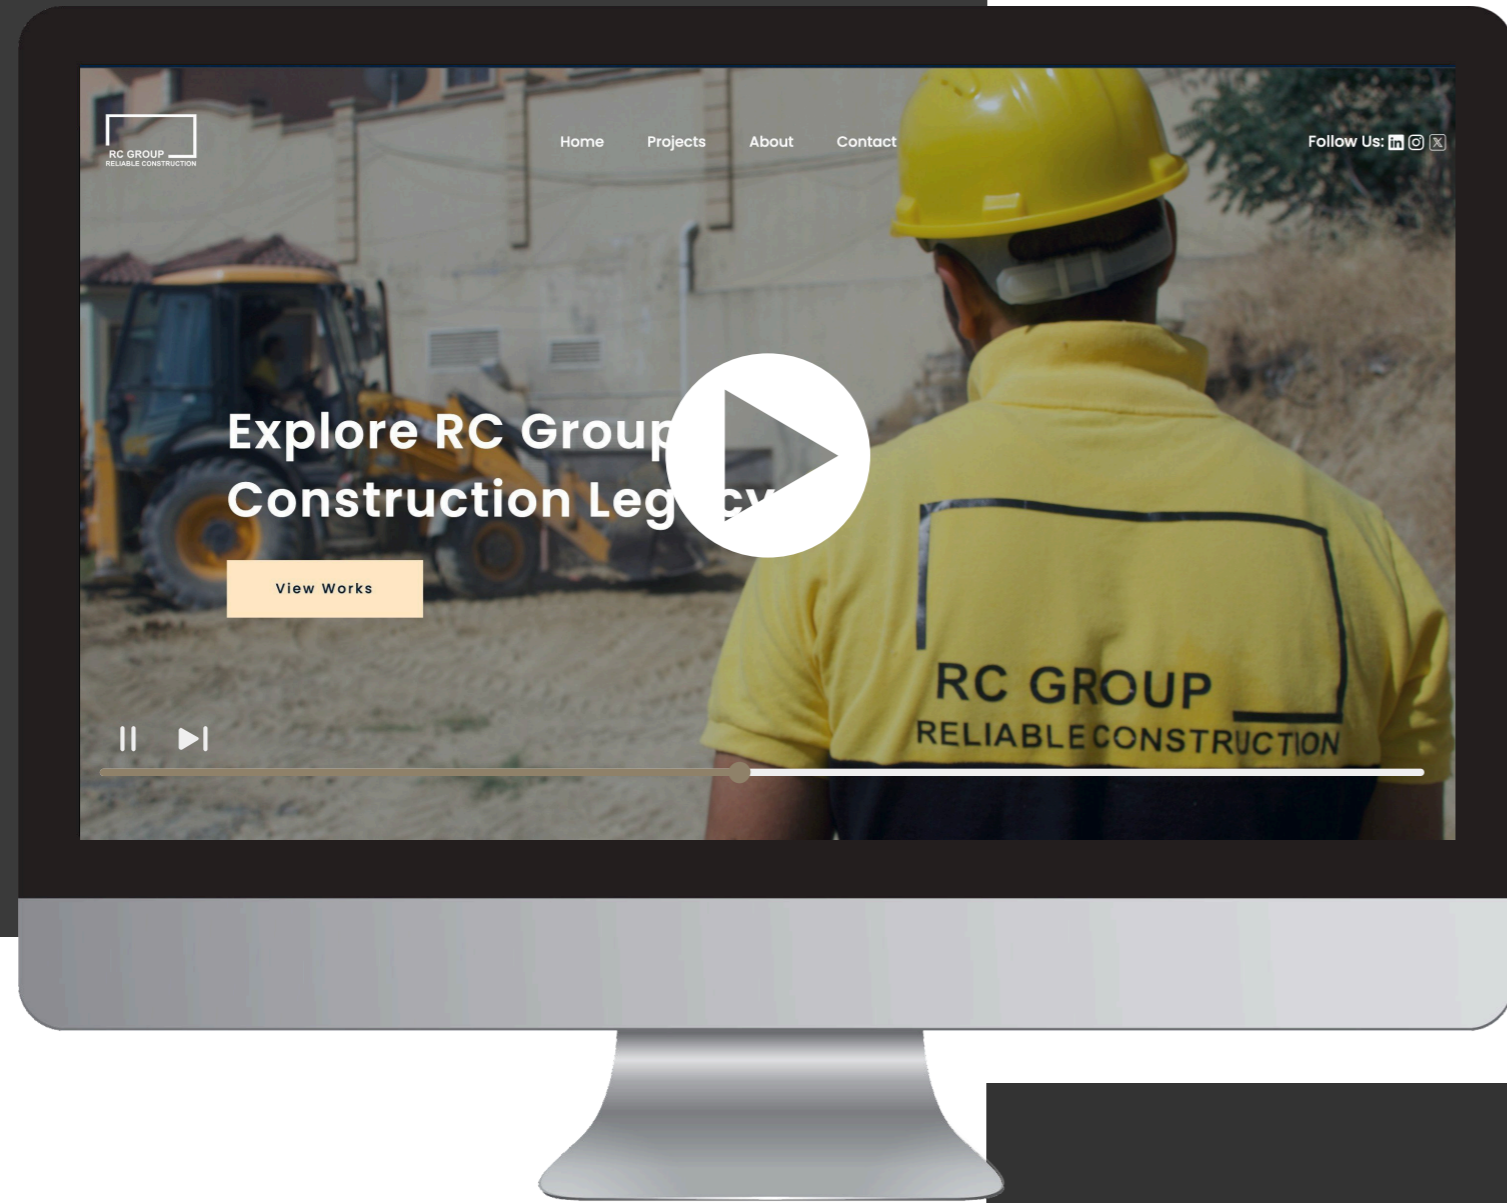 RC GROUP
RELIABLE CONSTRUCTION
Home Projects About Contact
Follow Us:
Explore RC Group
Construction Legacy
View Works
RC GROUP
RELIABLE CONSTRUCTION